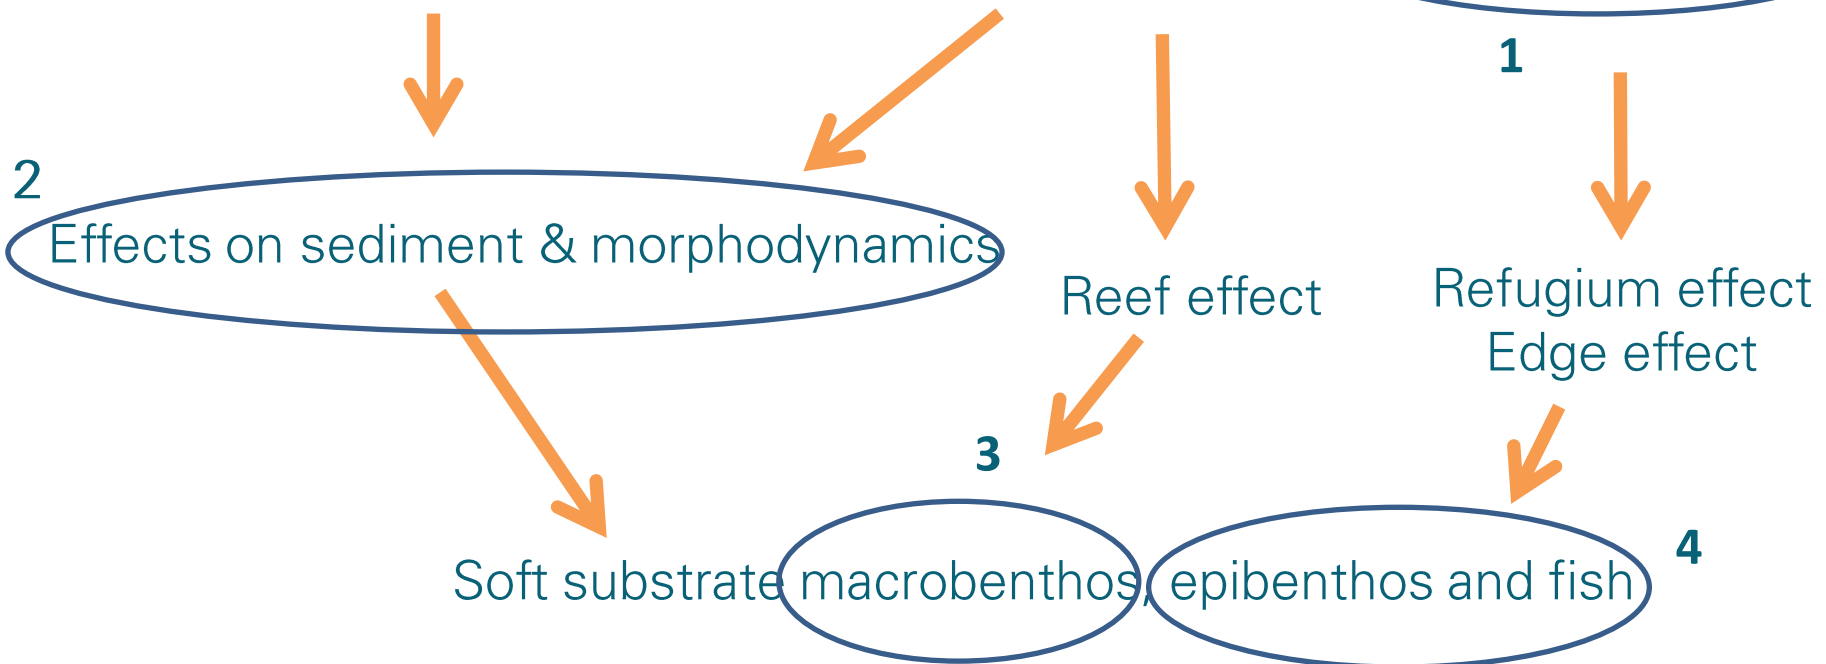 1
2
Effects on sediment & morphodynamics
Reef effect
Refugium effect
Edge effect
3
Soft substrate macrobenthos, epibenthos and fish
4